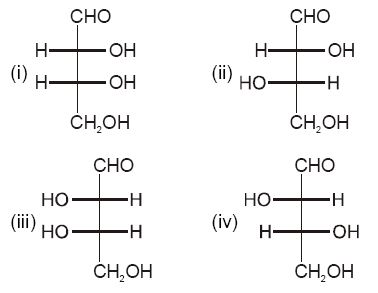 CHO CHO
H OH H OH
(i) (ii)
H OH HO H
CH₂OH CH₂OH
CHO CHO
HO H HO H
(iii) (iv)
HO H H OH
CH₂OH CH₂OH